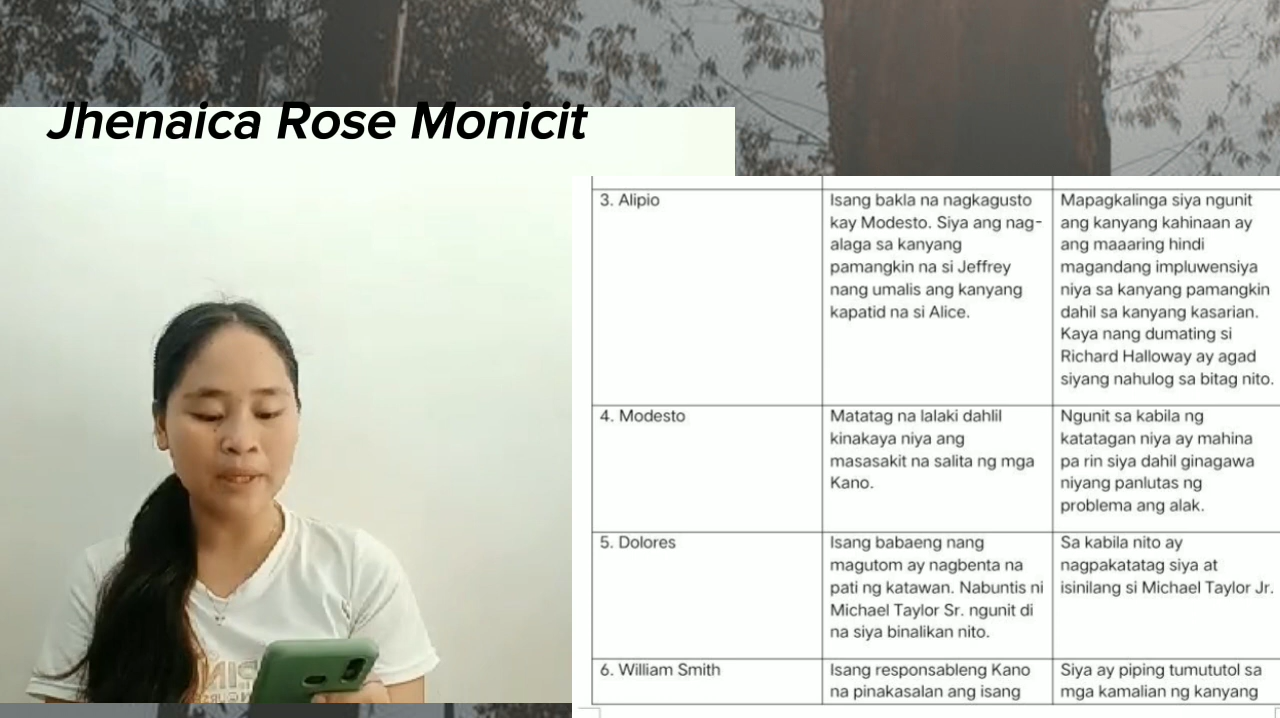 Jhenaica Rose Monicit
3. Alipio
Isang bakla na nagkagusto
kay Modesto. Siya ang nag-
alaga sa kanyang
pamangkin na si Jeffrey
nang umalis ang kanyang
kapatid na si Alice.
Mapagkalinga siya ngunit
ang kanyang kahinaan ay
ang maaaring hindi
magandang impluwensiya
niya sa kanyang pamangkin
dahil sa kanyang kasarian.
Kaya nang dumating si
Richard Halloway ay agad
siyang nahulog sa bitag nito.
4. Modesto
Matatag na lalaki dahlil
kinakaya niya ang
masasakit na salita ng mga
Kano.
Ngunit sa kabila ng
katatagan niya ay mahina
pa rin siya dahil ginagawa
niyang panlutas ng
problema ang alak.
5. Dolores
Isang babaeng nang
magutom ay nagbenta na
pati ng katawan. Nabuntis ni
Michael Taylor Sr. ngunit di
na siya binalikan nito.
Sa kabila nito ay
nagpakatatag siya at
isinilang si Michael Taylor Jr.
6. William Smith
Isang responsableng Kano
na pinakasalan ang isang
Siya ay piping tumututol sa
mga kamalian ng kanyang